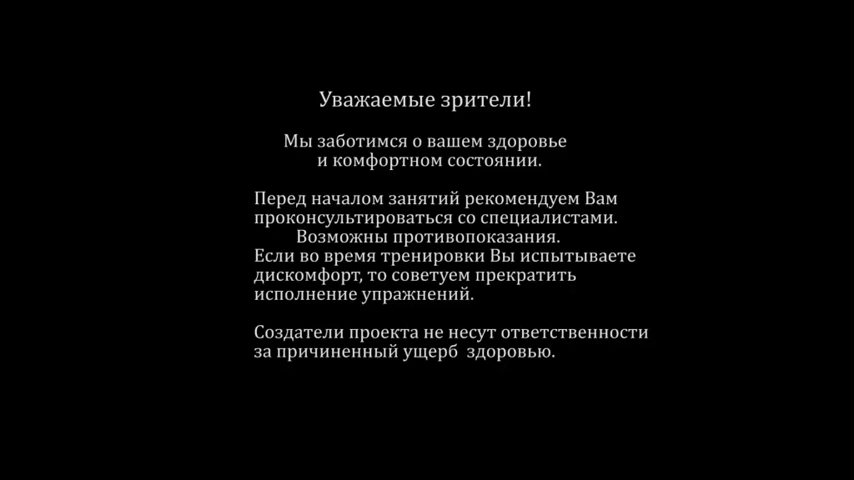 Уважаемые зрители!
Мы заботимся о вашем здоровье
и комфортном состоянии.
Перед началом занятий рекомендуем Вам
проконсультироваться со специалистами.
Возможны противопоказания.
Если во время тренировки Вы испытываете
дискомфорт, то советуем прекратить
исполнение упражнений.
Создатели проекта не несут ответственности
за причиненный ущерб  здоровью.